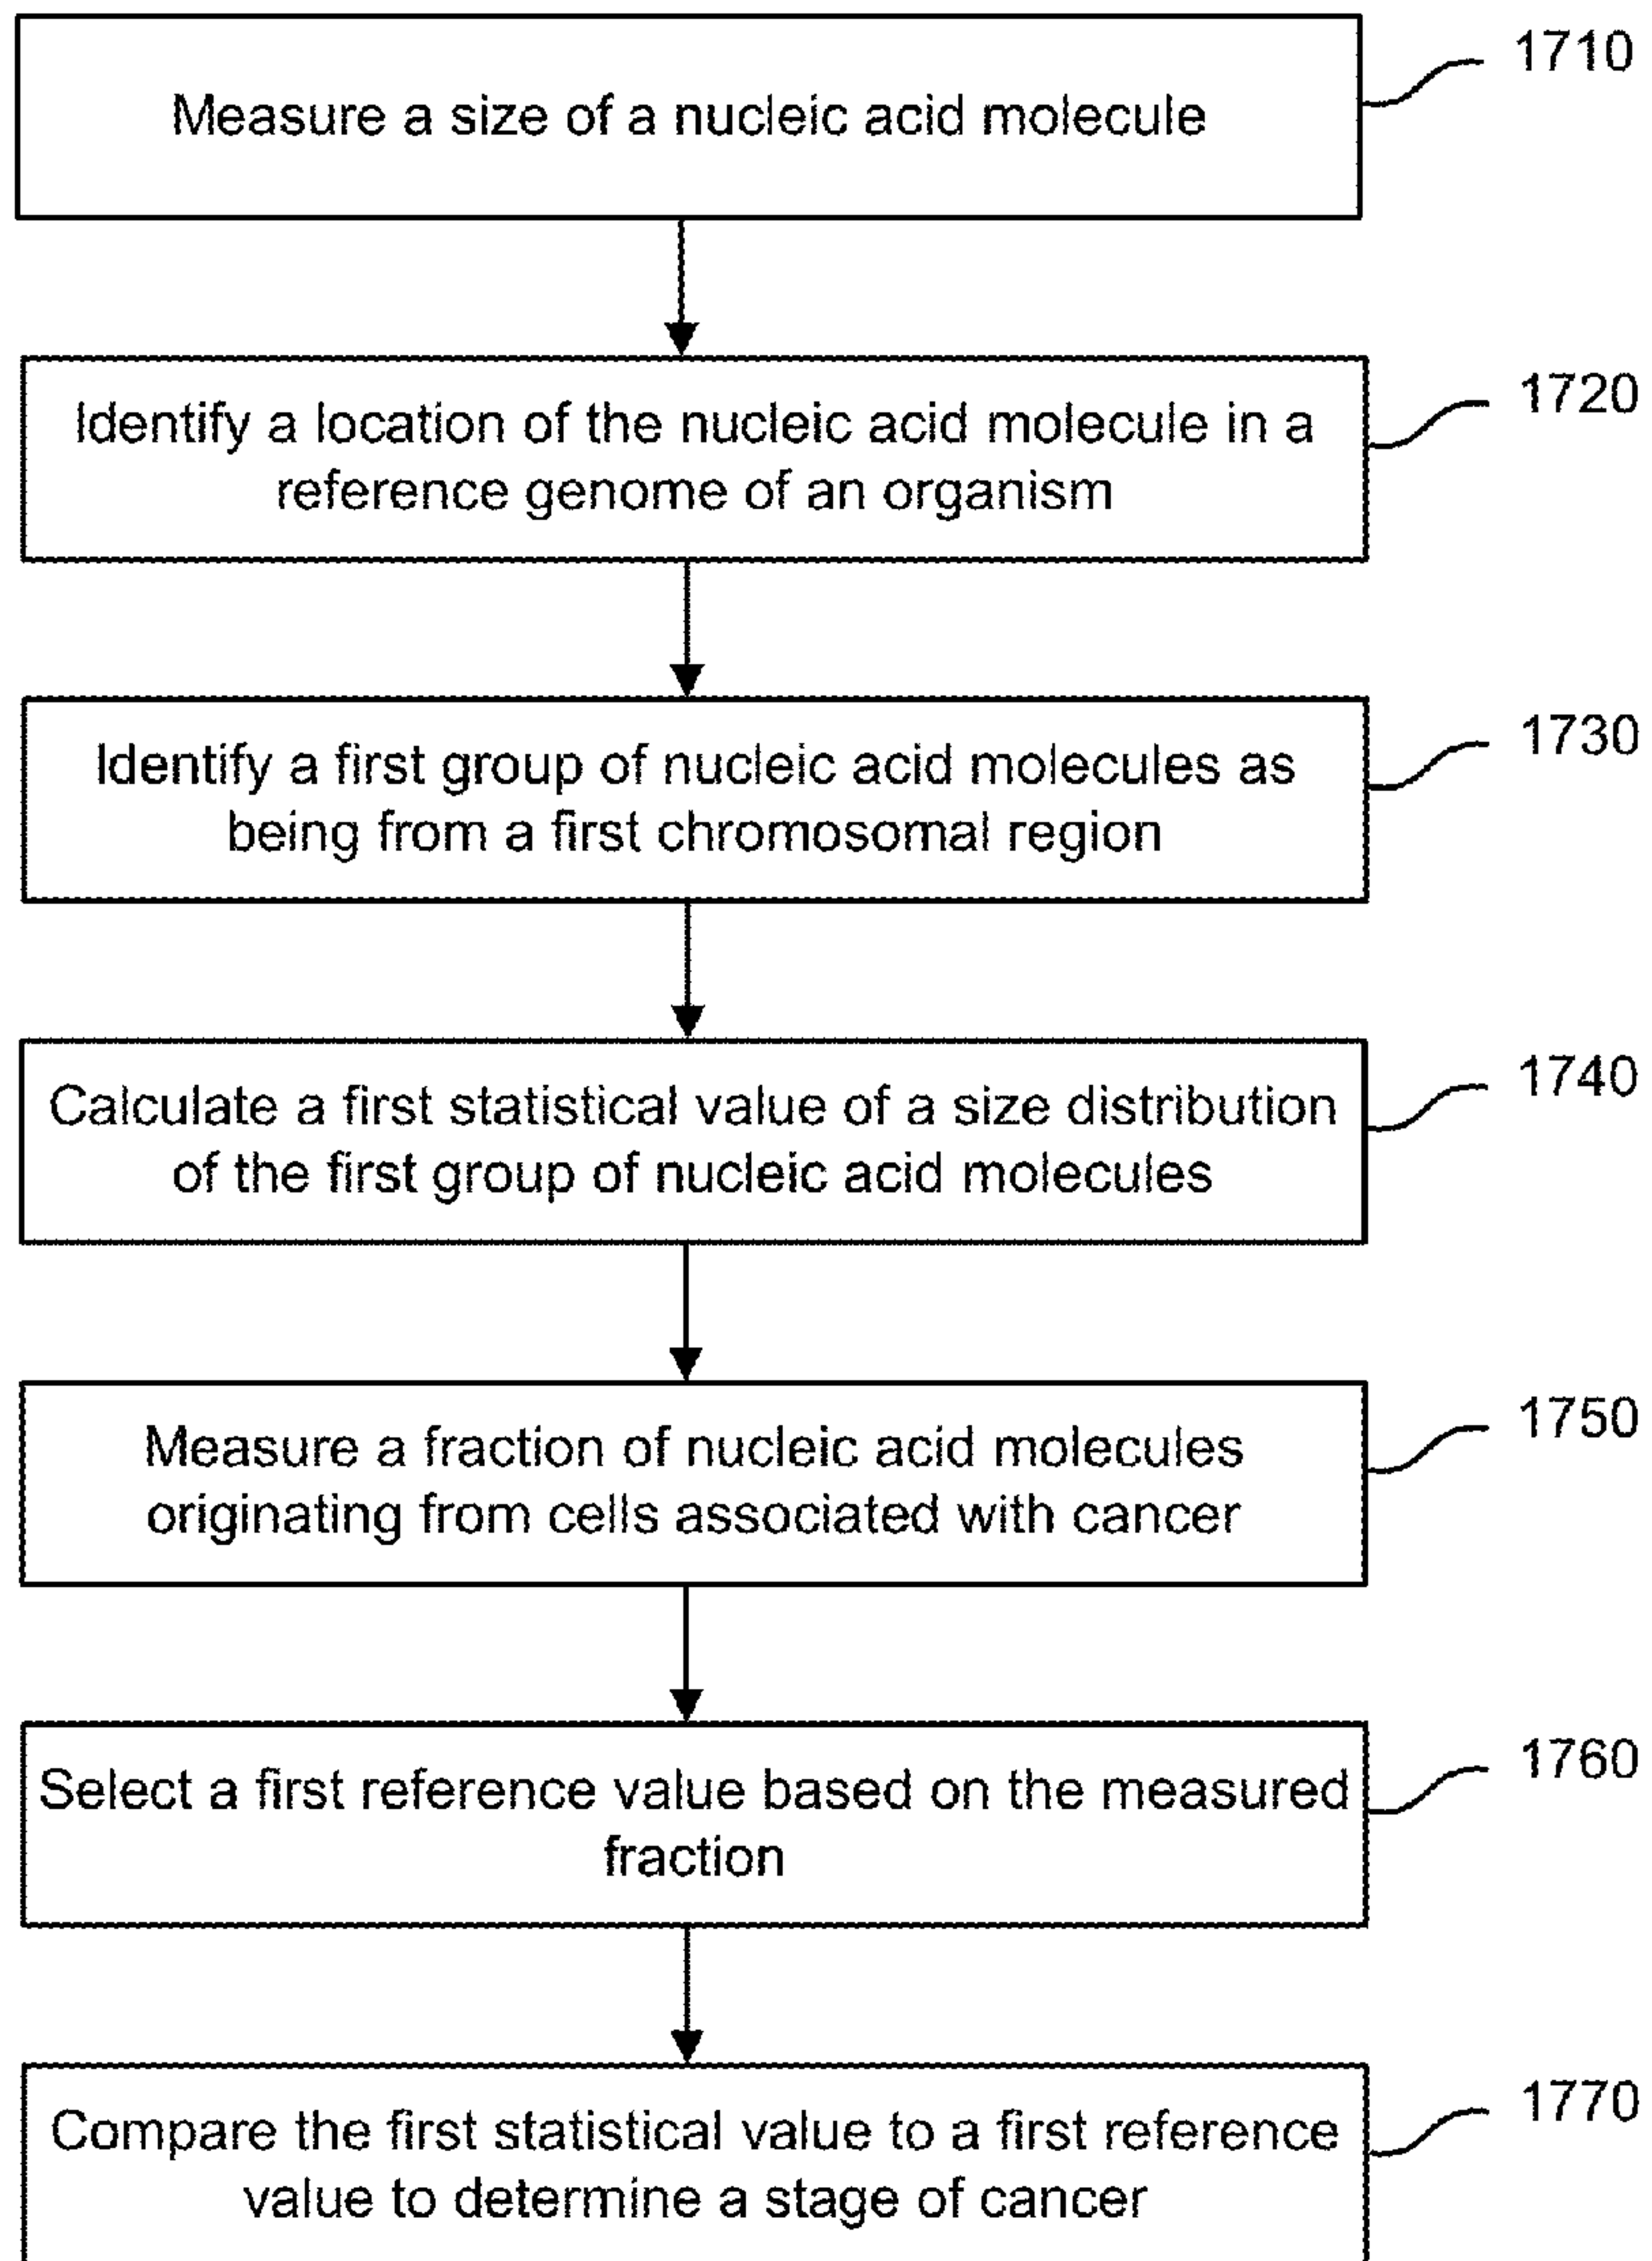 1710
Measure a size of a nucleic acid molecule
1720
Identify a location of the nucleic acid molecule in a
reference genome of an organism
1730
Identify a first group of nucleic acid molecules as
being from a first chromosomal region
1740
Calculate a first statistical value of a size distribution
of the first group of nucleic acid molecules
1750
Measure a fraction of nucleic acid molecules
originating from cells associated with cancer
1760
Select a first reference value based on the measured
fraction
1770
Compare the first statistical value to a first reference
value to determine a stage of cancer